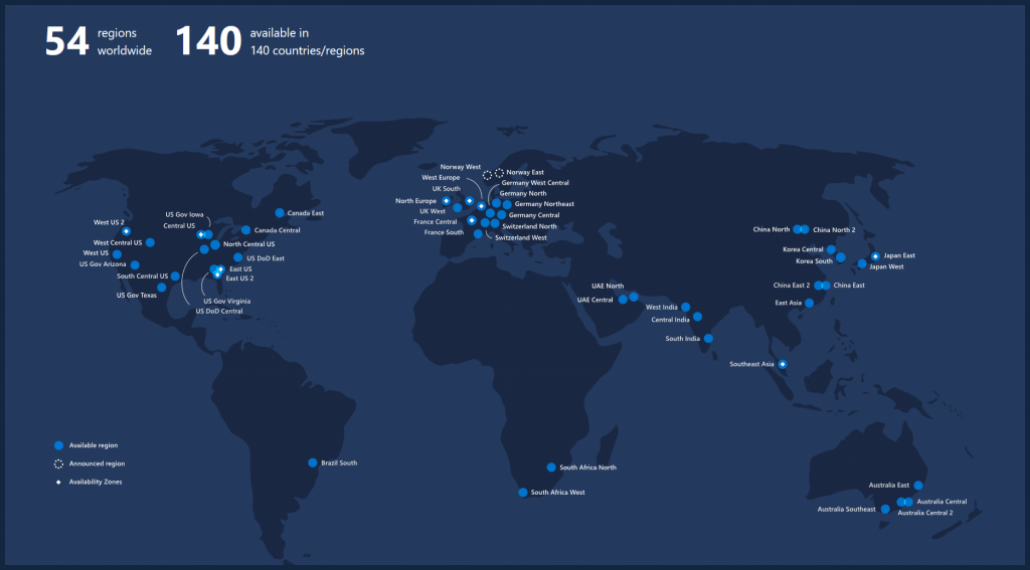 54 regions worldwide
140 available in 140 countries/regions
Norway West
Norway East
West Europe
Germany West Central
UK South
Germany North
North Europe
Germany Northeast
UK West
Germany Central
France Central
Switzerland North
France South
Switzerland West
US Gov Iowa
Canada East
West US 2
Central US
Canada Central
West Central US
North Central US
West US
US DoD East
US Gov Arizona
East US
South Central US
East US 2
US Gov Texas
US Gov Virginia
US DoD Central
China North
China North 2
Korea Central
Korea South
Japan East
Japan West
UAE North
UAE Central
China East 2
China East
West India
East Asia
Central India
South India
Southeast Asia
Available region
Announced region
Availability Zones
Brazil South
South Africa North
South Africa West
Australia East
Australia Central
Australia Southeast
Australia Central 2